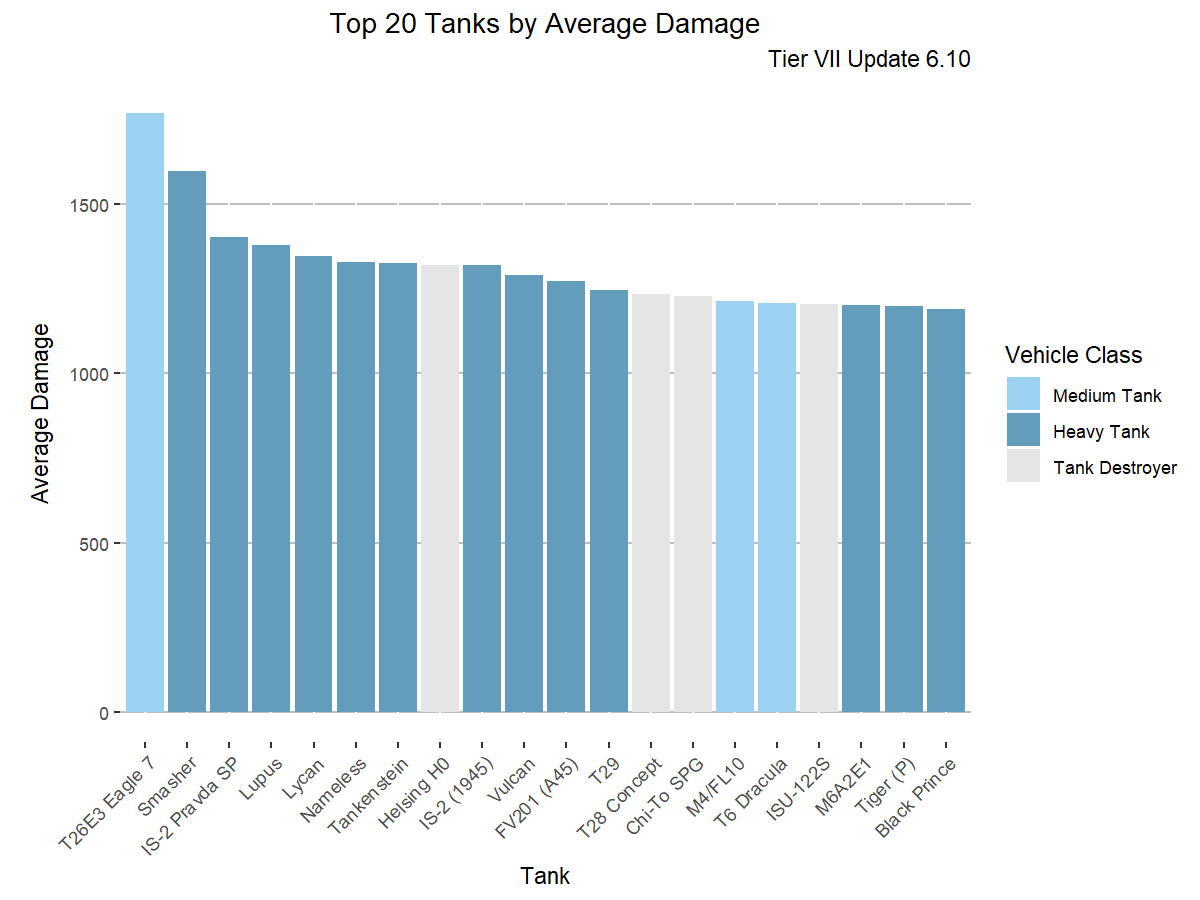 Top 20 Tanks by Average Damage
Tier VII Update 6.10
Average Damage
1500
1000
500
0
T26E3 Eagle 7
Smasher
IS-2 Pravda SP
Lupus
Lycan
Nameless
Tankenstein
Helsing H0
IS-2 (1945)
Vulcan
FV201 (A45)
T29
T28 Concept
Chi-To SPG
M4/FL10
T6 Dracula
ISU-122S
M6A2E1
Tiger (P)
Black Prince
Tank
Vehicle Class
Medium Tank
Heavy Tank
Tank Destroyer